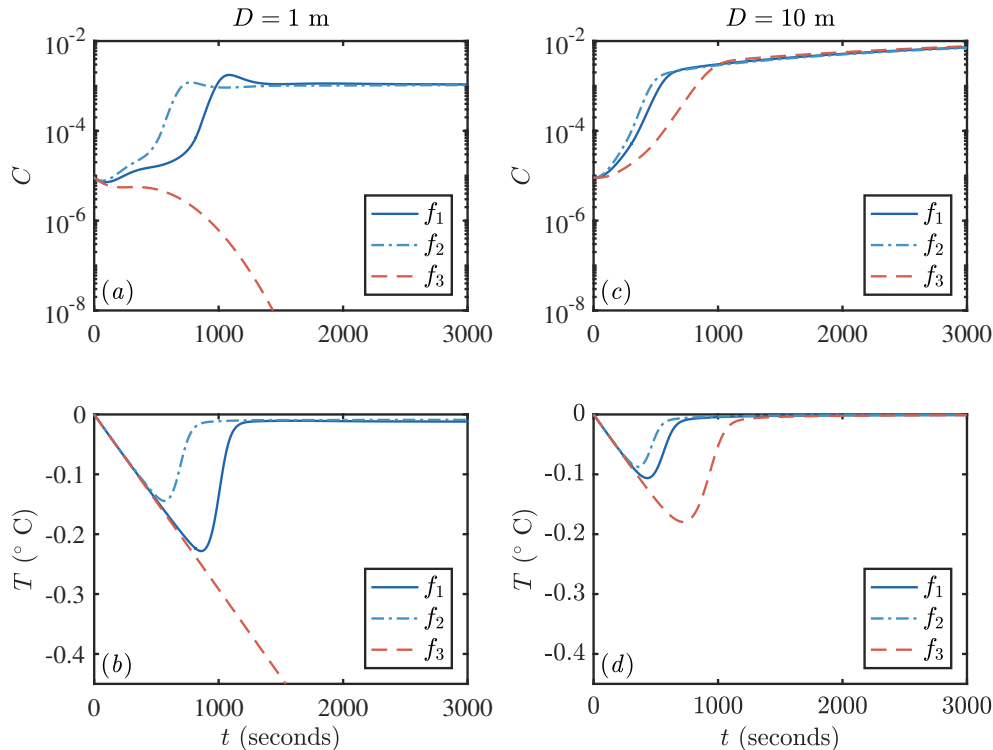 D = 1 m
10⁻²
10⁻⁴
10⁻⁶
10⁻⁸
C
f₁
f₂
f₃
(a)
0
1000
2000
3000
D = 10 m
10⁻²
10⁻⁴
10⁻⁶
10⁻⁸
C
f₁
f₂
f₃
(c)
0
1000
2000
3000
0
-0.1
-0.2
-0.3
-0.4
T (° C)
f₁
f₂
f₃
(b)
0
1000
2000
3000
t (seconds)
0
-0.1
-0.2
-0.3
-0.4
T (° C)
f₁
f₂
f₃
(d)
0
1000
2000
3000
t (seconds)